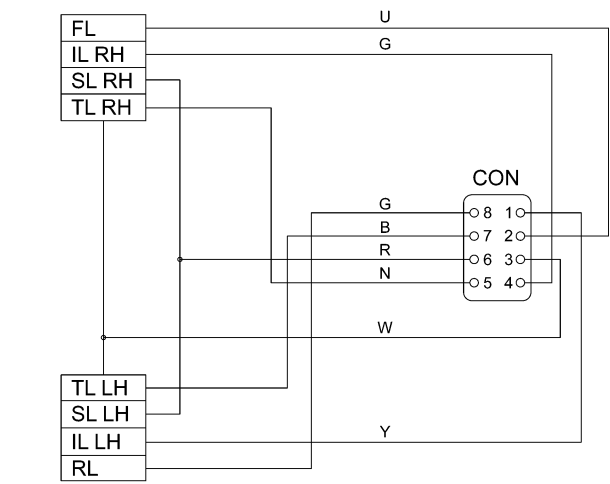 U
FL
G
IL RH
SL RH
TL RH
CON
G
8 1
B
7 2
R
6 3
N
5 4
W
TL LH
SL LH
Y
IL LH
RL